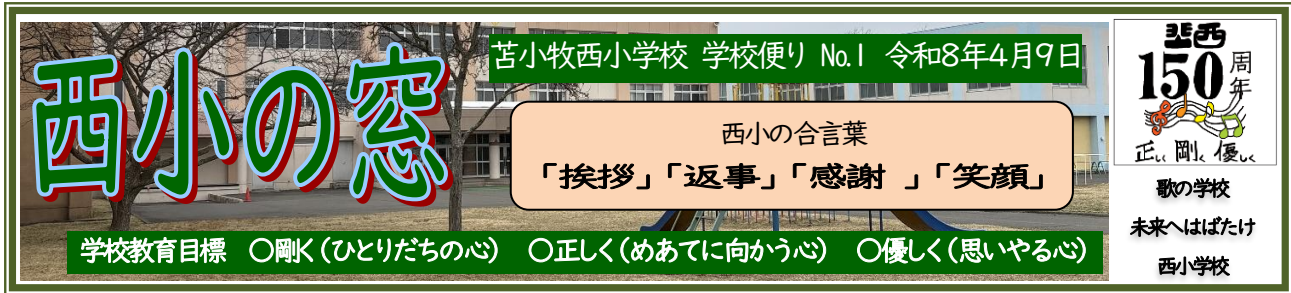 西小の窓
苫小牧西小学校 学校便り No.1 令和8年4月9日
西小の合言葉
「挨拶」「返事」「感謝 」「笑顔」
学校教育目標 ○剛く(ひとりだちの心) ○正しく(めあてに向かう心) ○優しく(思いやる心)
西
150周年
正しく 剛く 優しく
歌の学校
未来へはばたけ
西小学校